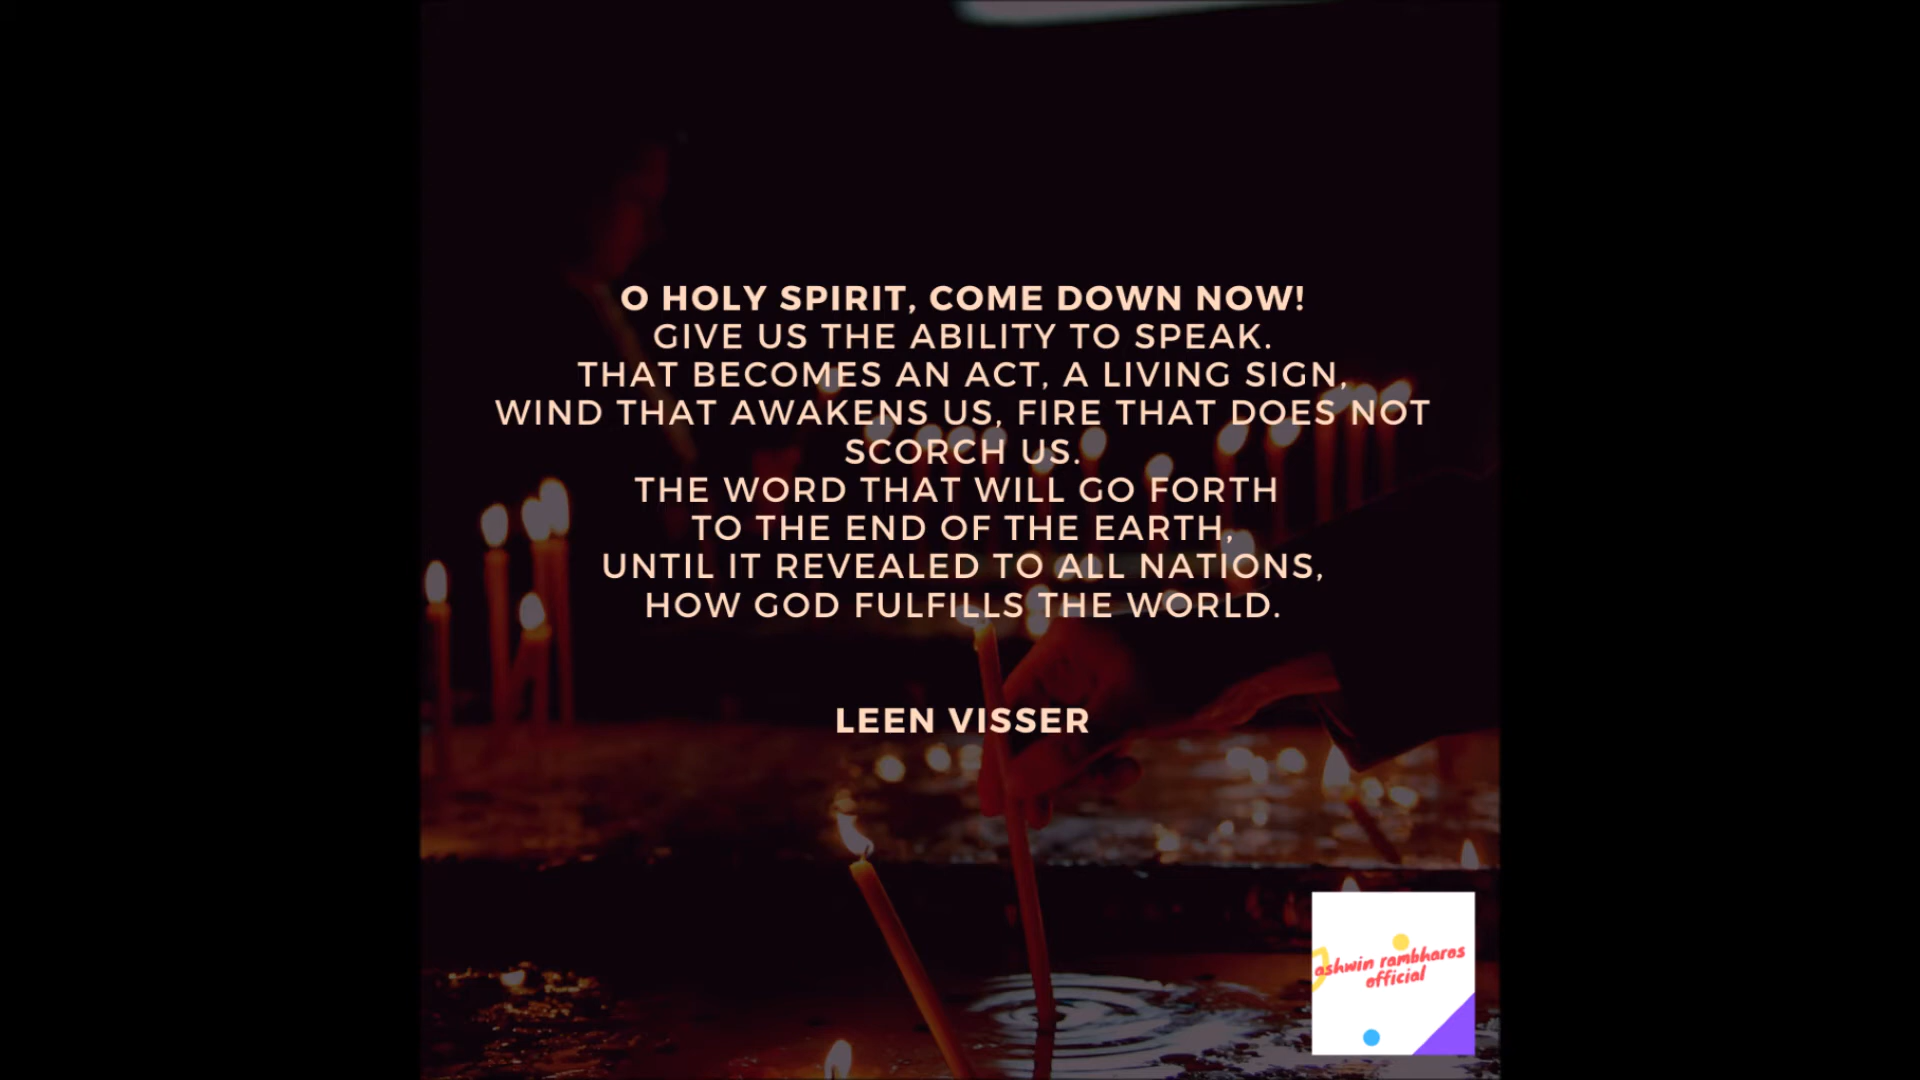 O HOLY SPIRIT, COME DOWN NOW!
GIVE US THE ABILITY TO SPEAK.
THAT BECOMES AN ACT, A LIVING SIGN,
WIND THAT AWAKENS US, FIRE THAT DOES NOT
SCORCH US.
THE WORD THAT WILL GO FORTH
TO THE END OF THE EARTH,
UNTIL IT REVEALED TO ALL NATIONS,
HOW GOD FULFILLS THE WORLD.
LEEN VISSER
ashwin rambharos
official